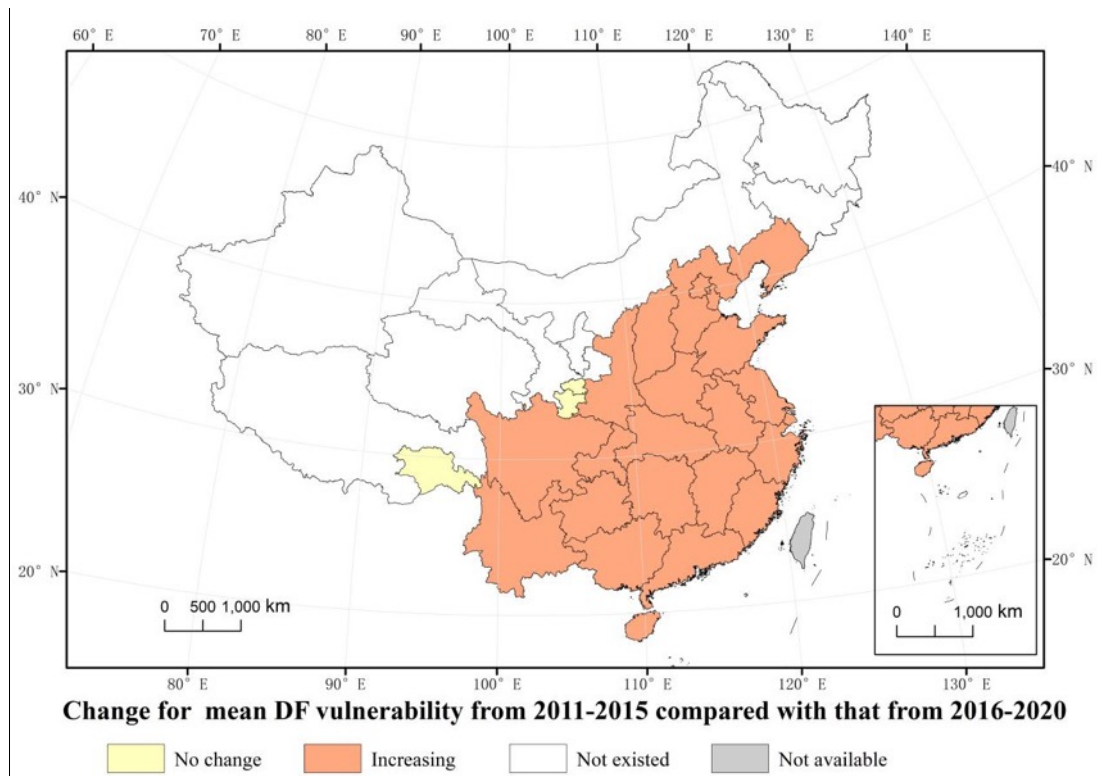 60° E 70° E 80° E 90° E 100° E 110° E 120° E 130° E 140° E
40° N 40° N
30° N 30° N
20° N 20° N
0 500 1,000 km
0 1,000 km
80° E 90° E 100° E 110° E 120° E 130° E
Change for mean DF vulnerability from 2011-2015 compared with that from 2016-2020
No change Increasing Not existed Not available